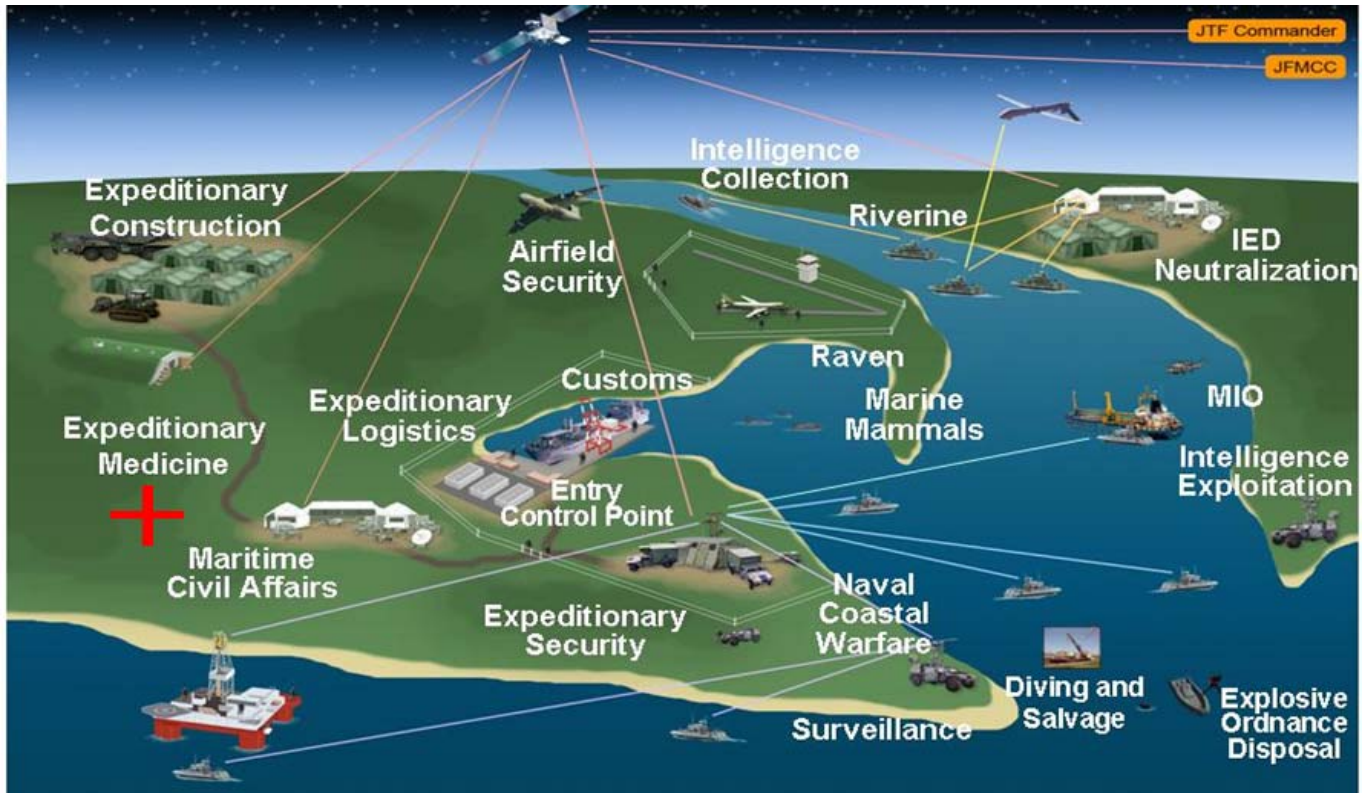 JTF Commander
JFMCC
Intelligence
Collection
Expeditionary
Construction
Riverine
Airfield
Security
IED
Neutralization
Raven
Customs
Expeditionary
Logistics
Marine
Mammals
MIO
Expeditionary
Medicine
Intelligence
Exploitation
Entry
Control Point
Maritime
Civil Affairs
Naval
Coastal
Warfare
Expeditionary
Security
Diving and
Salvage
Explosive
Ordnance
Disposal
Surveillance